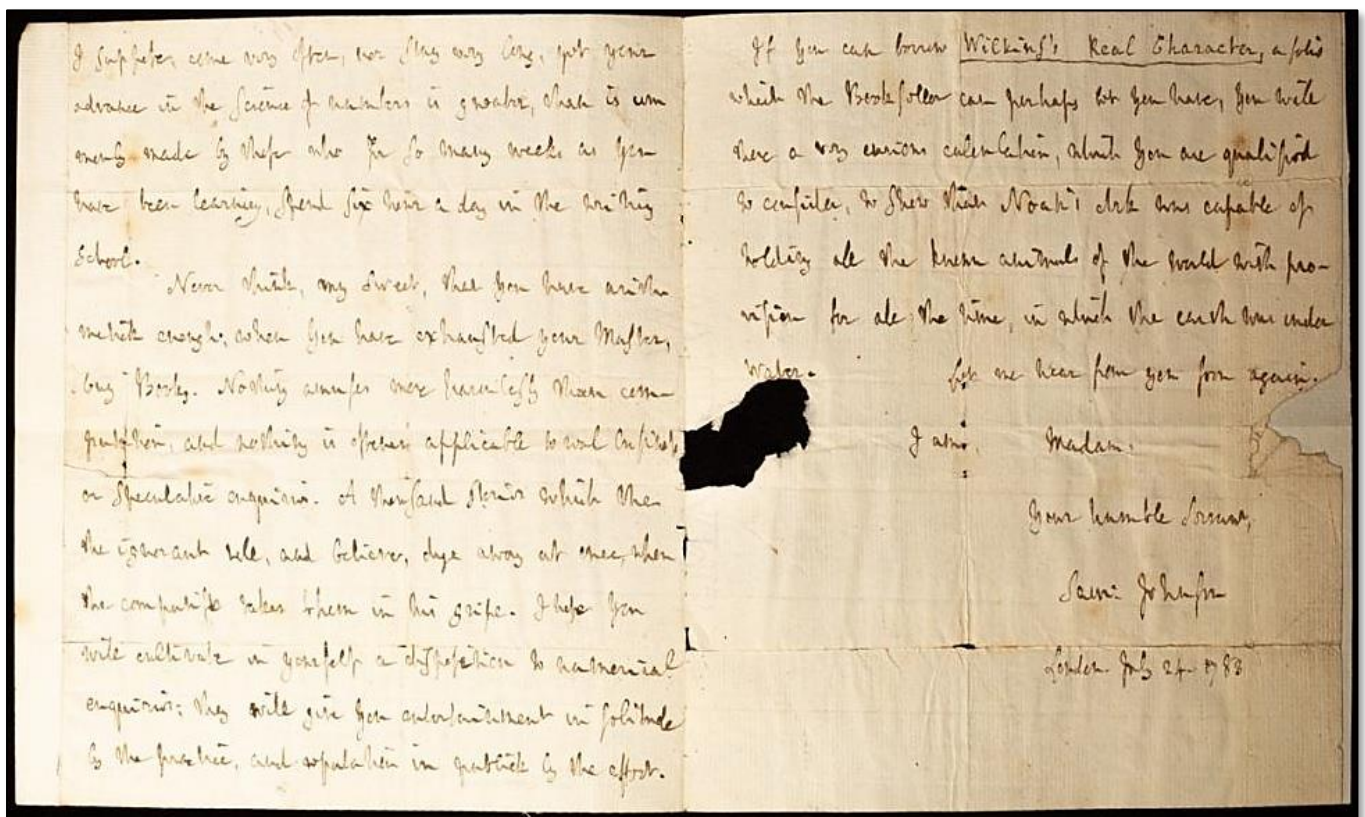 I suppose, come very often, nor stay very long, yet your
advance in the science of numbers is greater, than is com
monly made by those who for so many weeks as you
have been learning, spend six hours a day in the writing
school.
Never think, my Sweet, that you have arith
metick enough; when you have exhausted your Master,
buy Books. Nothing amuses more harmlessly than com-
putation, and nothing is oftener applicable to real business
or speculative enquiries. A thousand stories which the
the ignorant tell, and believe, dye away at once, when
the computist takes them in his gripe. I hope you
will cultivate in yourself a disposition to numerical
enquiries; they will give you entertainment in solitude
by the practice, and reputation in publick by the effect.
If you can borrow Wilkins's Real Character, a folio
which the Bookseller can perhaps let you have, you will
have a very curious calculation, which you are qualified
to consider, to shew that Noah's Ark was capable of
holding all the known animals of the world with pro-
vision for all the time, in which the earth was under
water. Let me hear from you soon again.
I am, Madam,
Your humble Servant,
Sam: Johnson
London July 24 1783